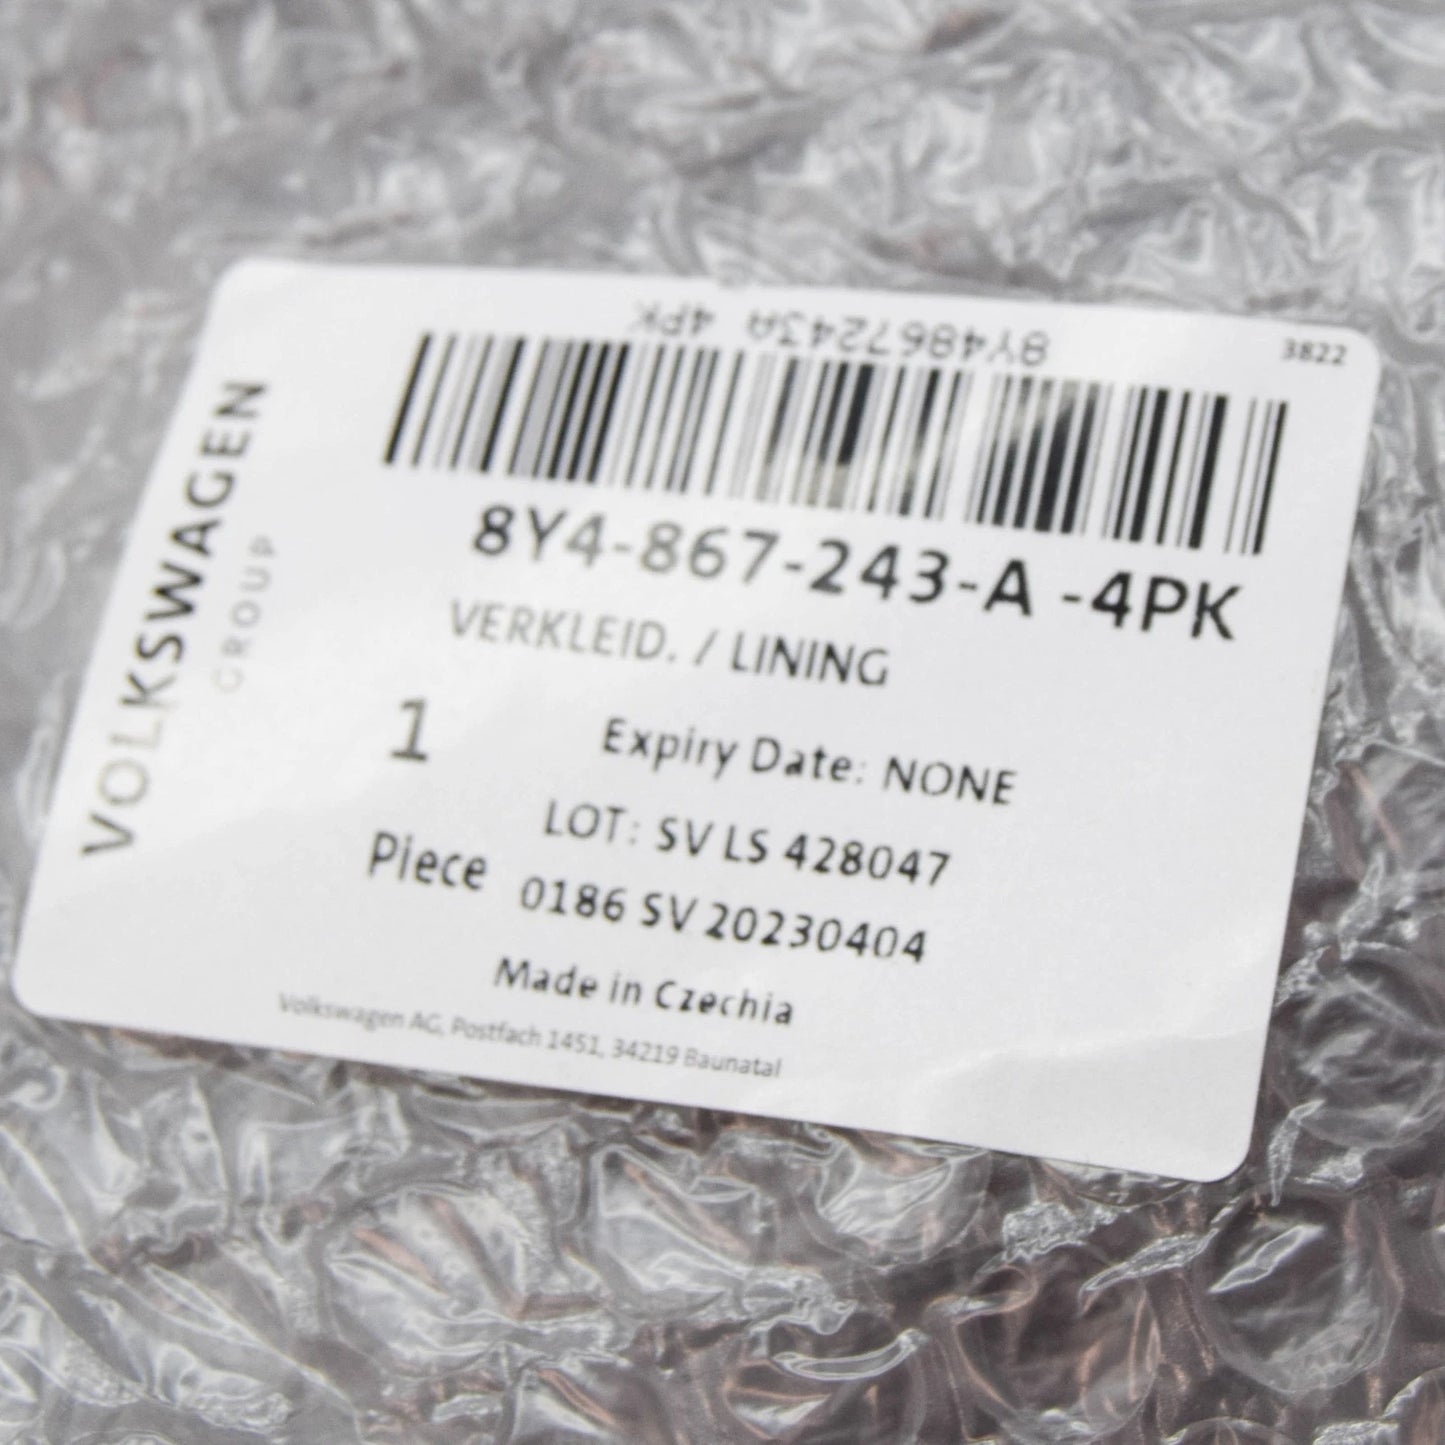 8Y4867243A 4PK
3822
VOLKSWAGEN
GROUP
8Y4-867-243-A -4PK
VERKLEID. / LINING
1
Expiry Date: NONE
LOT: SV LS 428047
Piece
0186 SV 20230404
Made in Czechia
Volkswagen AG, Postfach 1451, 34219 Baunatal